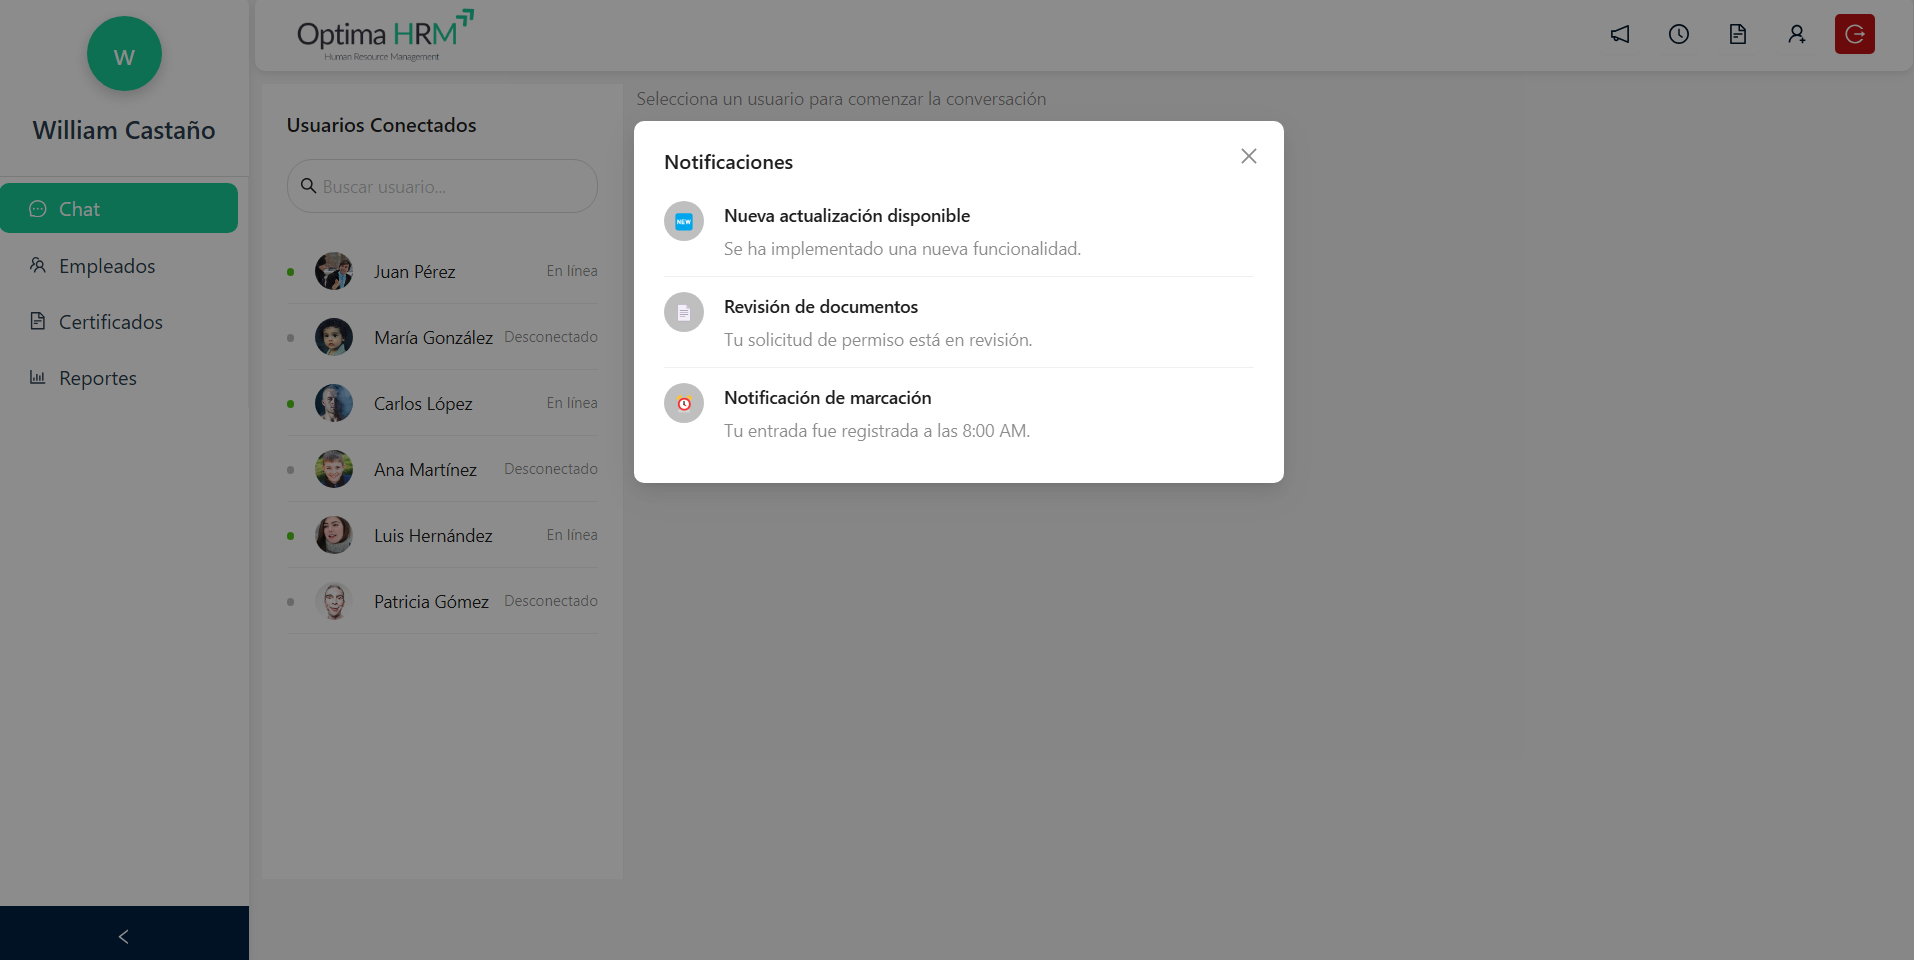 W
William Castaño
Chat
Empleados
Certificados
Reportes
Optima HRM
Human Resource Management
Usuarios Conectados
Buscar usuario...
Juan Pérez En línea
María González Desconectado
Carlos López En línea
Ana Martínez Desconectado
Luis Hernández En línea
Patricia Gómez Desconectado
Selecciona un usuario para comenzar la conversación
Notificaciones
NEW
Nueva actualización disponible
Se ha implementado una nueva funcionalidad.
Revisión de documentos
Tu solicitud de permiso está en revisión.
Notificación de marcación
Tu entrada fue registrada a las 8:00 AM.